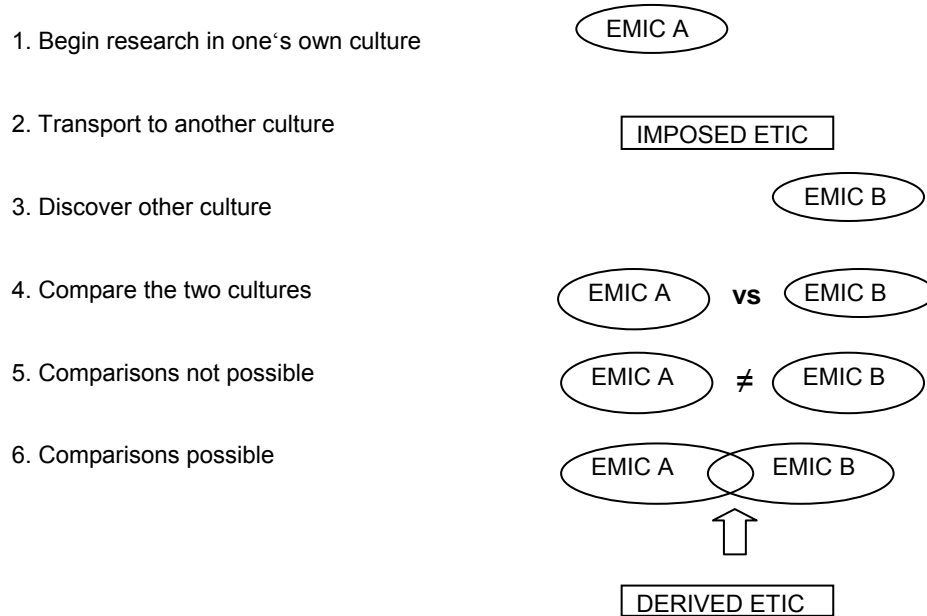 1. Begin research in one‘s own culture
EMIC A
2. Transport to another culture
IMPOSED ETIC
3. Discover other culture
EMIC B
4. Compare the two cultures
EMIC A vs EMIC B
5. Comparisons not possible
EMIC A ≠ EMIC B
6. Comparisons possible
EMIC A EMIC B
DERIVED ETIC